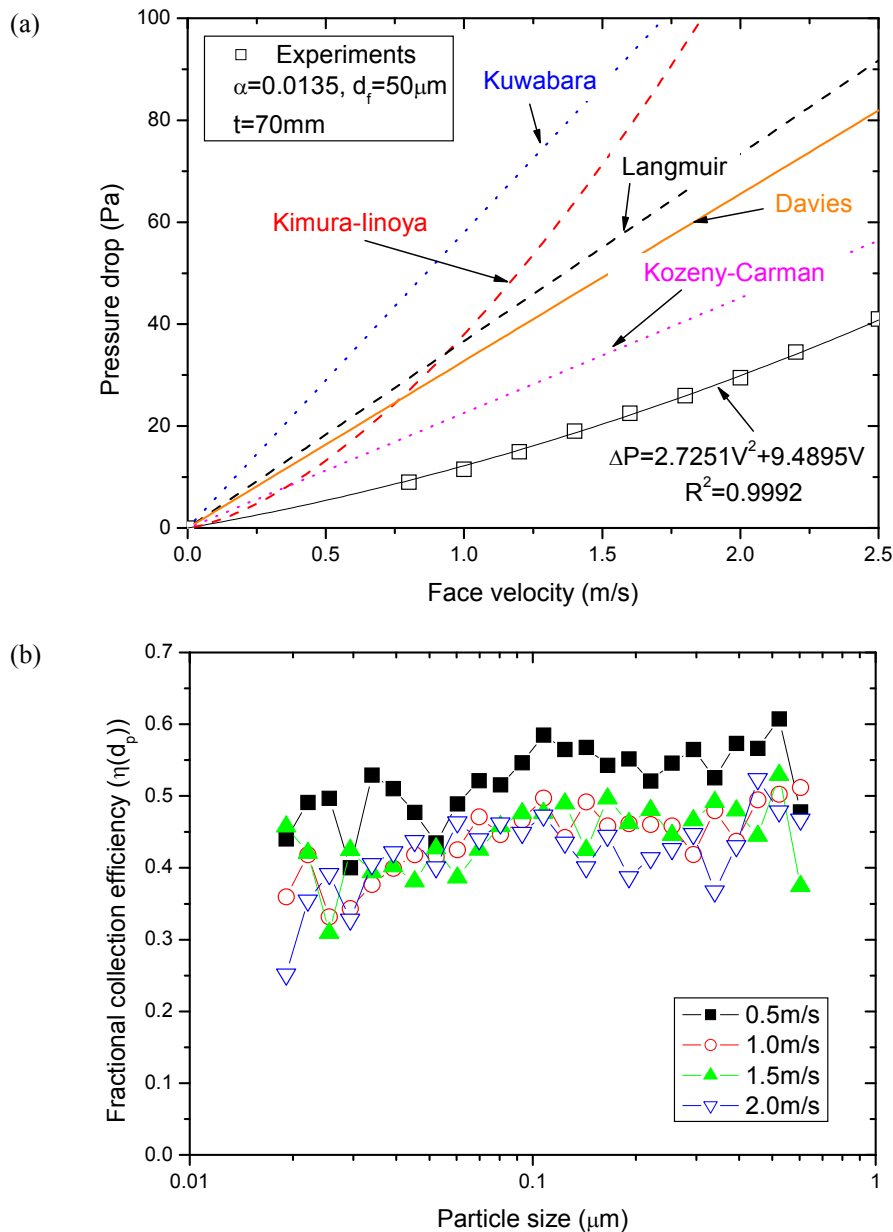 (a)
100
80
60
40
20
0
Pressure drop (Pa)
Experiments
α=0.0135, d_f=50μm
t=70mm
Kuwabara
Langmuir
Kimura-Iinoya
Davies
Kozeny-Carman
ΔP=2.7251V²+9.4895V
R²=0.9992
0.0 0.5 1.0 1.5 2.0 2.5
Face velocity (m/s)
(b)
0.7
0.6
0.5
0.4
0.3
0.2
0.1
0.0
Fractional collection efficiency (η(d_p))
0.5m/s
1.0m/s
1.5m/s
2.0m/s
0.01 0.1 1
Particle size (μm)